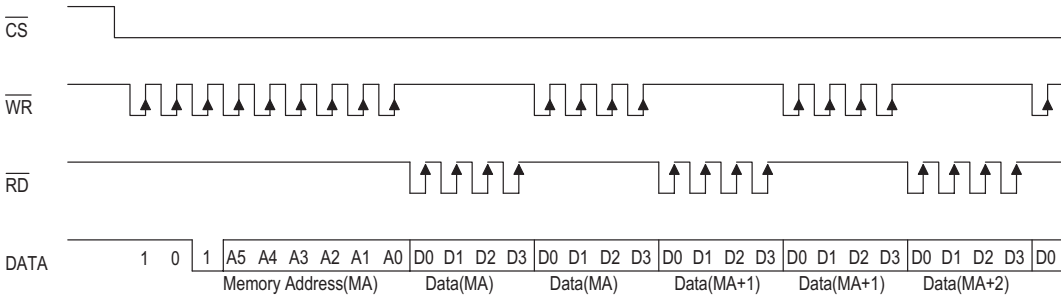 CS
WR
RD
DATA 1 0 1 A5 A4 A3 A2 A1 A0 D0 D1 D2 D3 D0 D1 D2 D3 D0 D1 D2 D3 D0 D1 D2 D3 D0 D1 D2 D3 D0
Memory Address(MA) Data(MA) Data(MA) Data(MA+1) Data(MA+1) Data(MA+2)